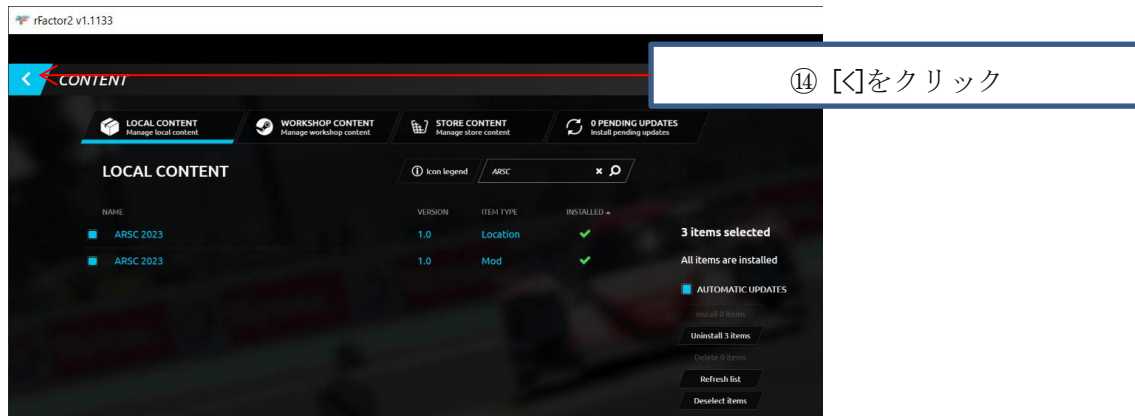 rFactor2 v1.1133
CONTENT
⑭ [<]をクリック
LOCAL CONTENT
Manage local content
WORKSHOP CONTENT
Manage workshop content
STORE CONTENT
Manage store content
0 PENDING UPDATES
Install pending updates
LOCAL CONTENT
Icon legend
ARSC
NAME VERSION ITEM TYPE INSTALLED
ARSC 2023 1.0 Location
ARSC 2023 1.0 Mod
3 items selected
All items are installed
AUTOMATIC UPDATES
Install 0 items
Uninstall 3 items
Delete 0 items
Refresh list
Deselect items